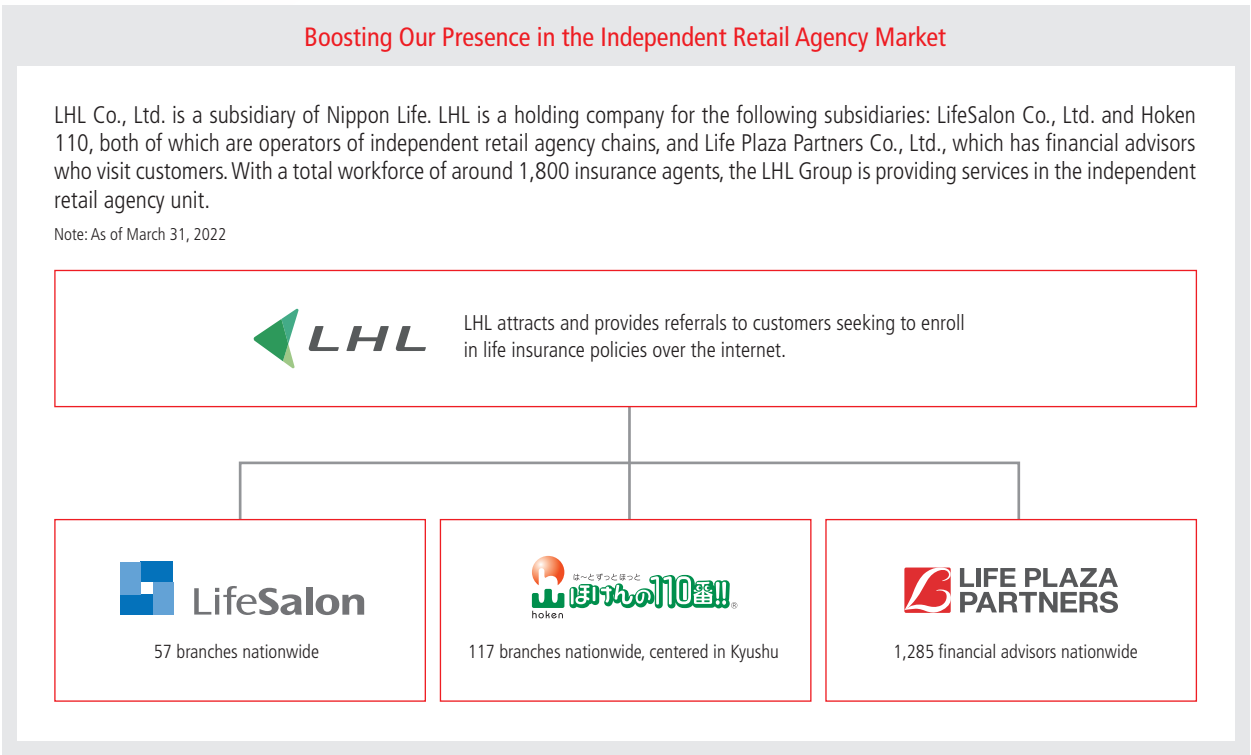 Boosting Our Presence in the Independent Retail Agency Market
LHL Co., Ltd. is a subsidiary of Nippon Life. LHL is a holding company for the following subsidiaries: LifeSalon Co., Ltd. and Hoken
110, both of which are operators of independent retail agency chains, and Life Plaza Partners Co., Ltd., which has financial advisors
who visit customers. With a total workforce of around 1,800 insurance agents, the LHL Group is providing services in the independent
retail agency unit.
Note: As of March 31, 2022
LHL
LHL attracts and provides referrals to customers seeking to enroll
in life insurance policies over the internet.
LifeSalon
57 branches nationwide
は〜とずっとほっと
ほけんの110番!!®
hoken
117 branches nationwide, centered in Kyushu
LIFE PLAZA
PARTNERS
1,285 financial advisors nationwide